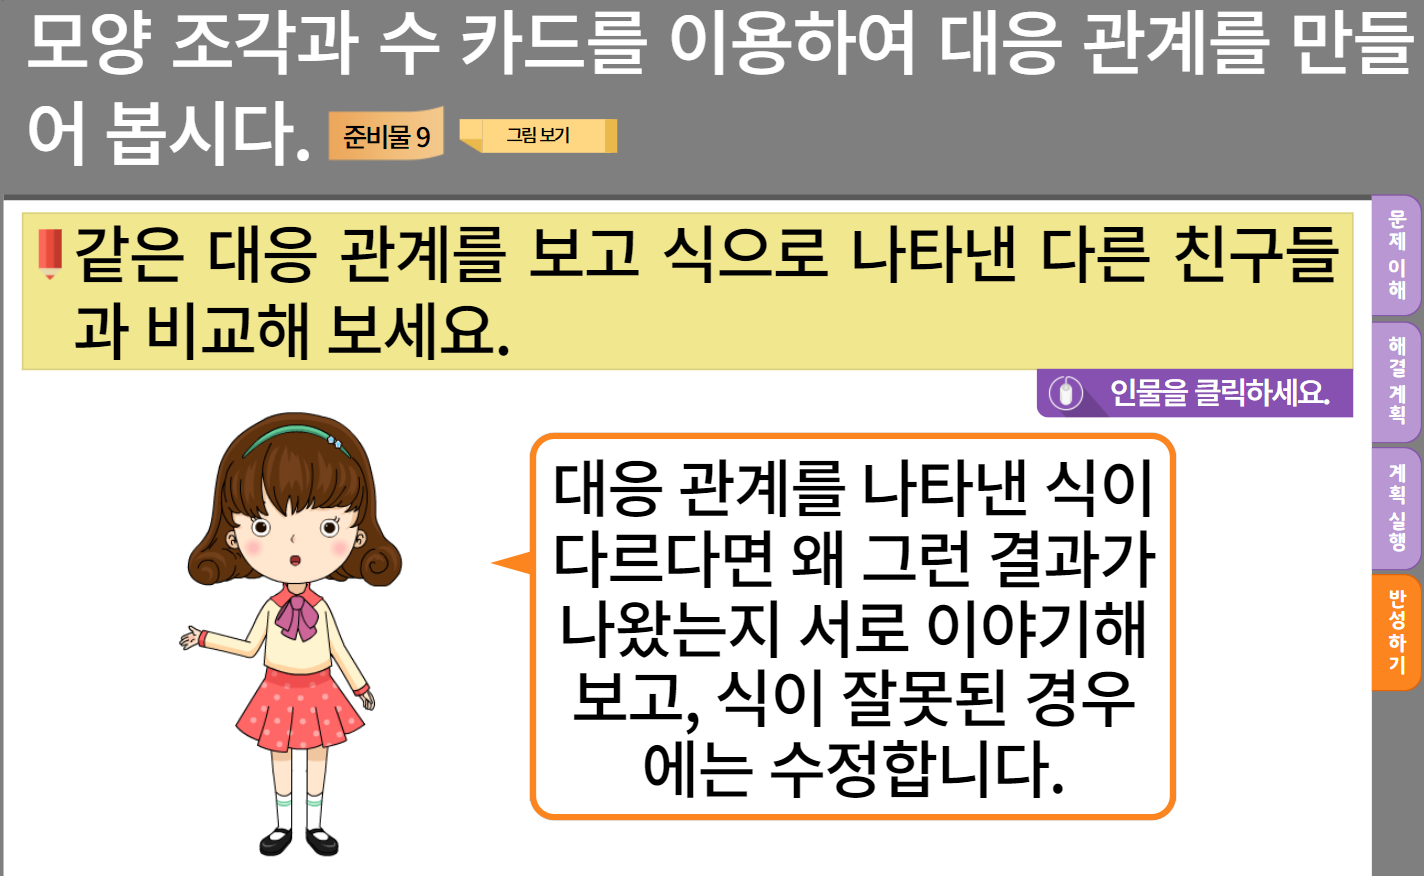 모양 조각과 수 카드를 이용하여 대응 관계를 만들
어 봅시다. 준비물 9 그림 보기
같은 대응 관계를 보고 식으로 나타낸 다른 친구들
과 비교해 보세요.
인물을 클릭하세요.
대응 관계를 나타낸 식이
다르다면 왜 그런 결과가
나왔는지 서로 이야기해
보고, 식이 잘못된 경우
에는 수정합니다.
문제 이해
해결 계획
계획 실행
반성하기